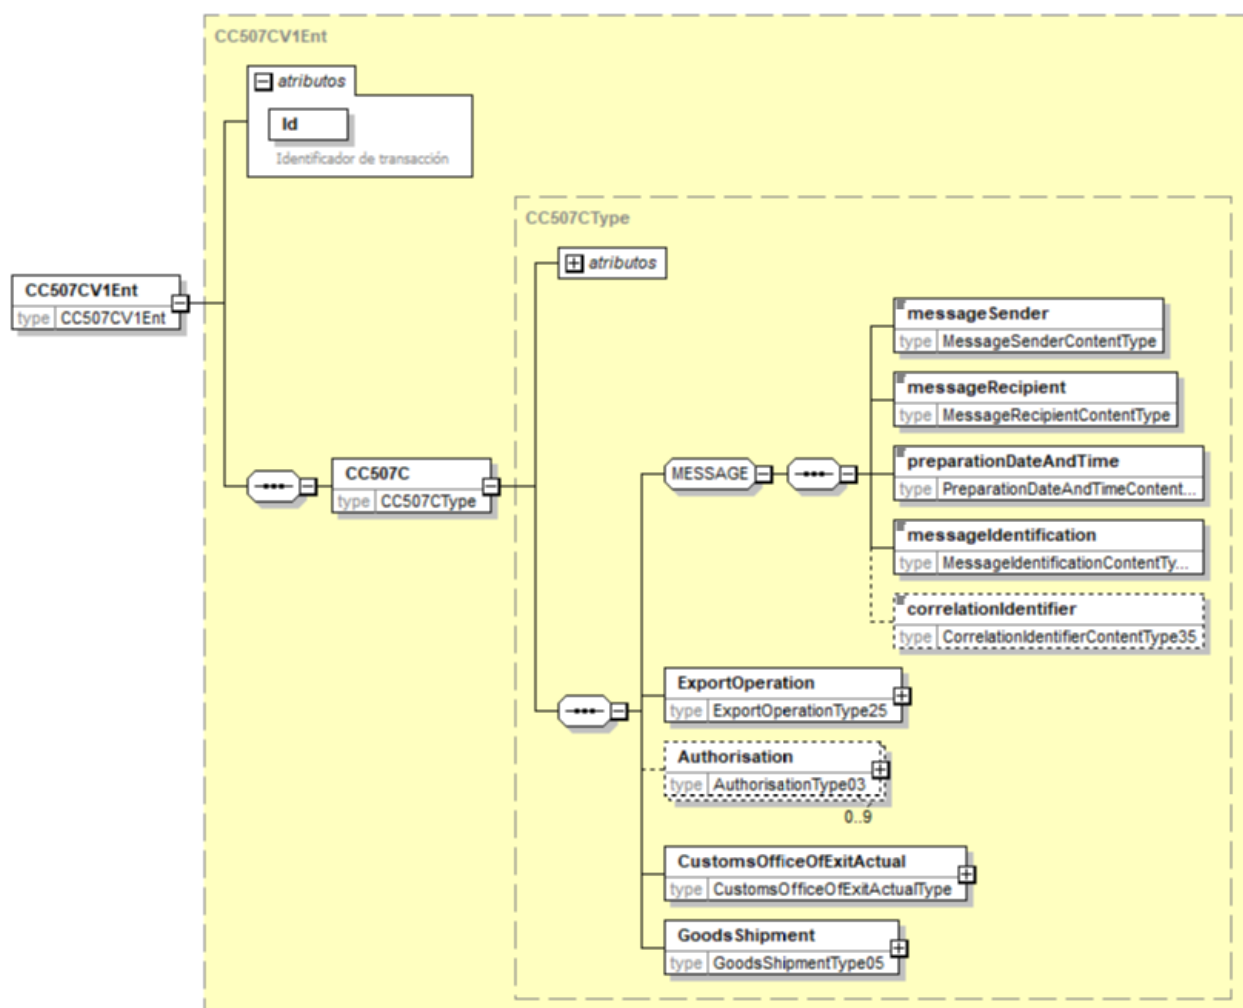 CC507CV1Ent
atributos
Id
Identificador de transacción
CC507CType
atributos
CC507CV1Ent
type CC507CV1Ent
messageSender
type MessageSenderContentType
messageRecipient
type MessageRecipientContentType
CC507C
type CC507CType
MESSAGE
preparationDateAndTime
type PreparationDateAndTimeContent...
messageIdentification
type MessageIdentificationContentTy...
correlationIdentifier
type CorrelationIdentifierContentType35
ExportOperation
type ExportOperationType25
Authorisation
type AuthorisationType03
0..9
CustomsOfficeOfExitActual
type CustomsOfficeOfExitActualType
GoodsShipment
type GoodsShipmentType05